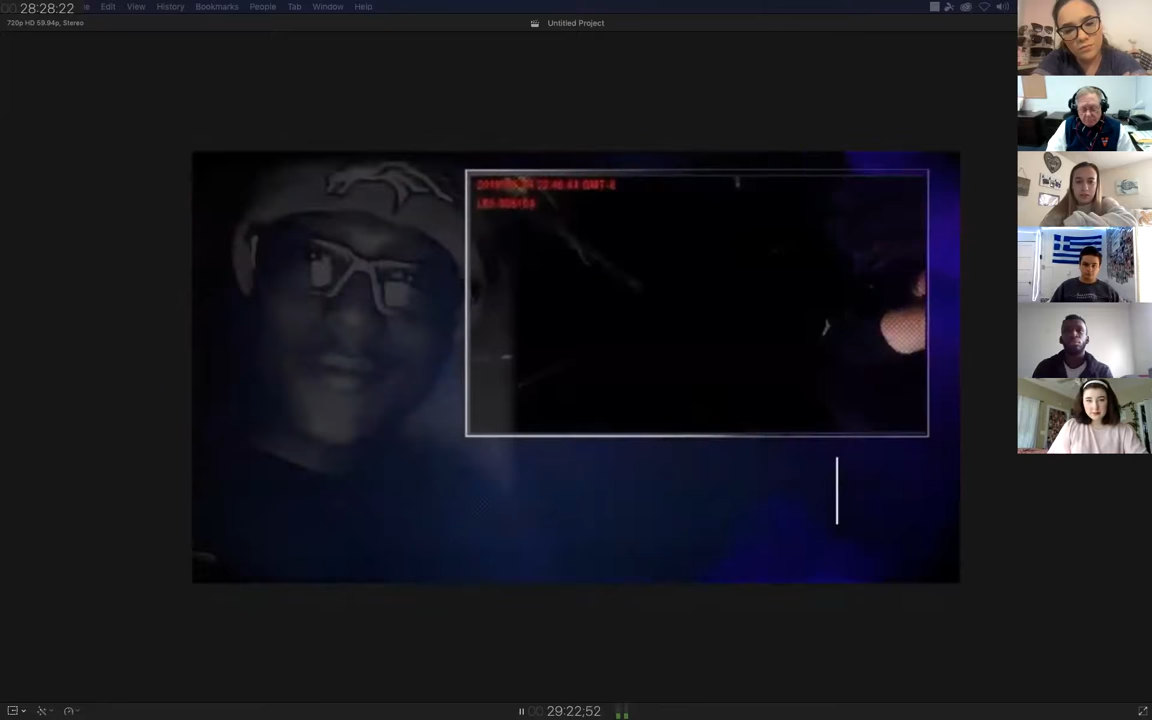 28:28:22 Edit View History Bookmarks People Tab Window Help
720p HD 59.94p, Stereo
Untitled Project
29:22;52